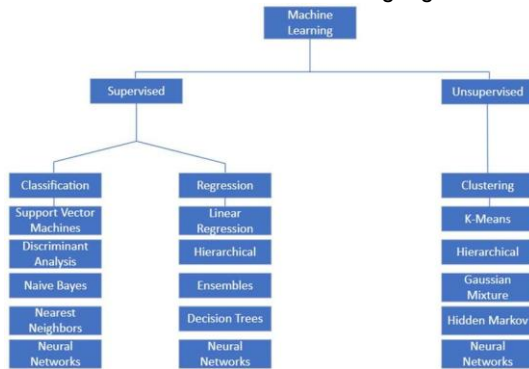 Machine
Learning
Supervised
Unsupervised
Classification
Regression
Clustering
Support Vector
Machines
Linear
Regression
K-Means
Discriminant
Analysis
Hierarchical
Hierarchical
Naive Bayes
Ensembles
Gaussian
Mixture
Nearest
Neighbors
Decision Trees
Hidden Markov
Neural
Networks
Neural
Networks
Neural
Networks